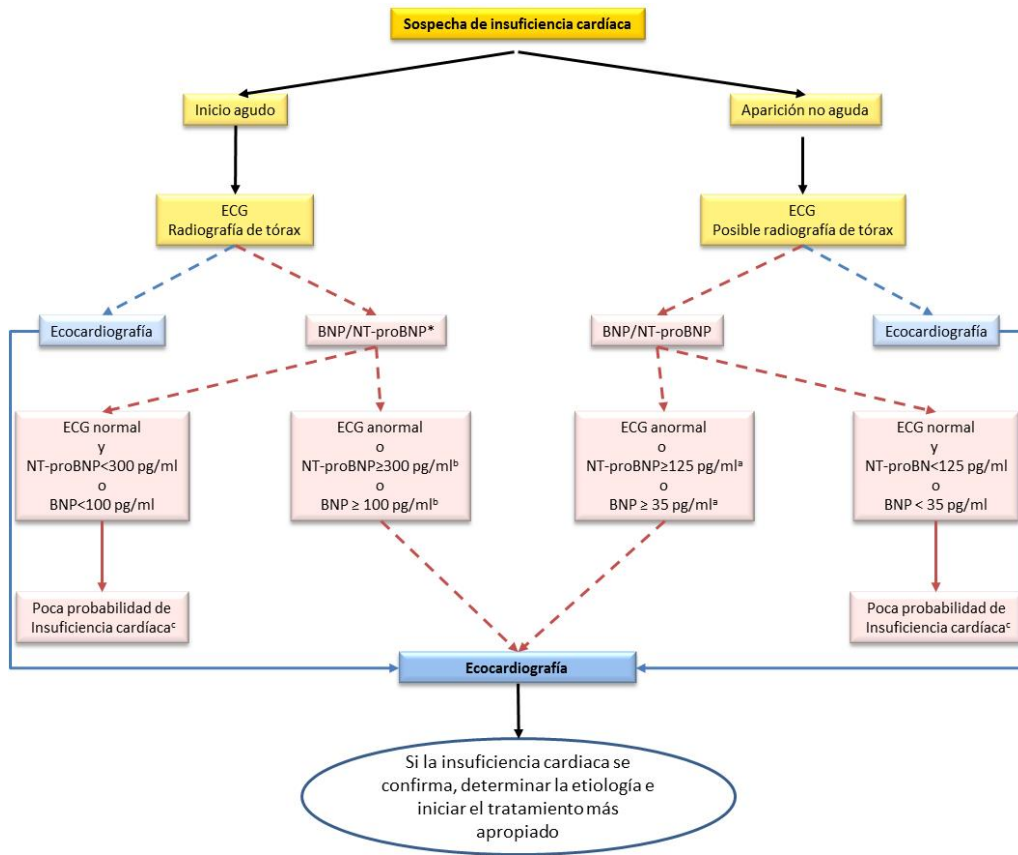 Sospecha de insuficiencia cardíaca
Inicio agudo
Aparición no aguda
ECG
Radiografía de tórax
ECG
Posible radiografía de tórax
Ecocardiografía
BNP/NT-proBNP*
BNP/NT-proBNP
Ecocardiografía
ECG normal
y
NT-proBNP<300 pg/ml
o
BNP<100 pg/ml
ECG anormal
o
NT-proBNP≥300 pg/mlᵇ
o
BNP ≥ 100 pg/mlᵇ
ECG anormal
o
NT-proBNP≥125 pg/mlᵃ
o
BNP ≥ 35 pg/mlᵃ
ECG normal
y
NT-proBN<125 pg/ml
o
BNP < 35 pg/ml
Poca probabilidad de
Insuficiencia cardíacaᶜ
Poca probabilidad de
Insuficiencia cardíacaᶜ
Ecocardiografía
Si la insuficiencia cardiaca se
confirma, determinar la etiología e
iniciar el tratamiento más
apropiado